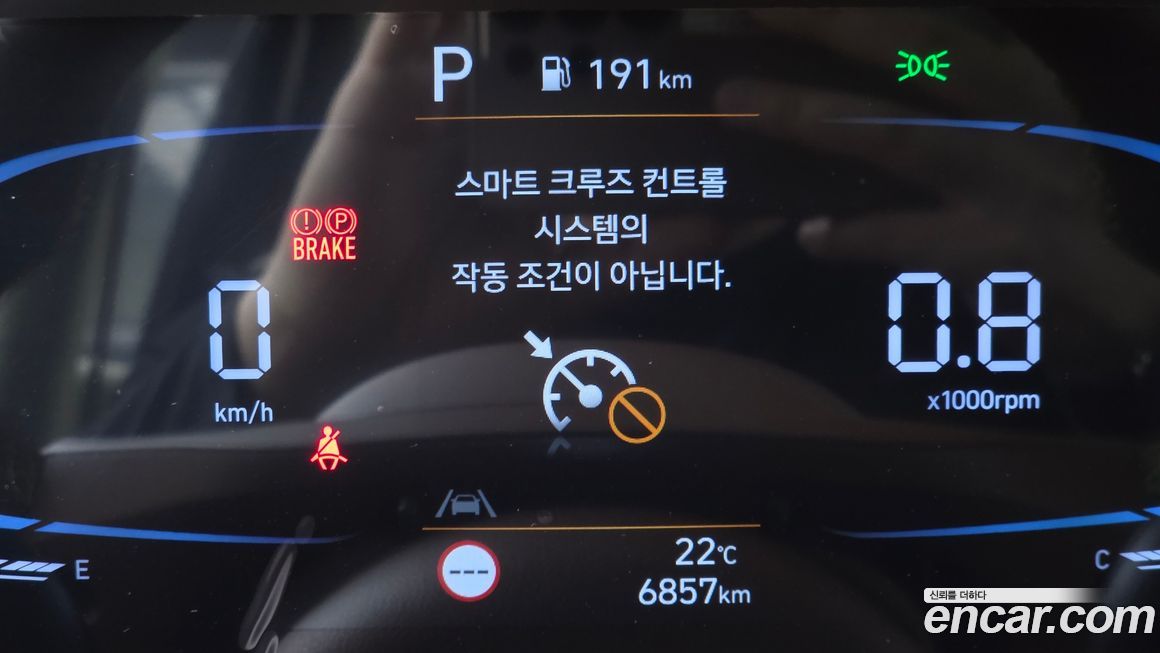 P 191 km
스마트 크루즈 컨트롤
시스템의
작동 조건이 아닙니다.
! P
BRAKE
0
km/h
0.8
x1000rpm
E
C
---
22℃
6857km
신뢰를 더하다
encar.com